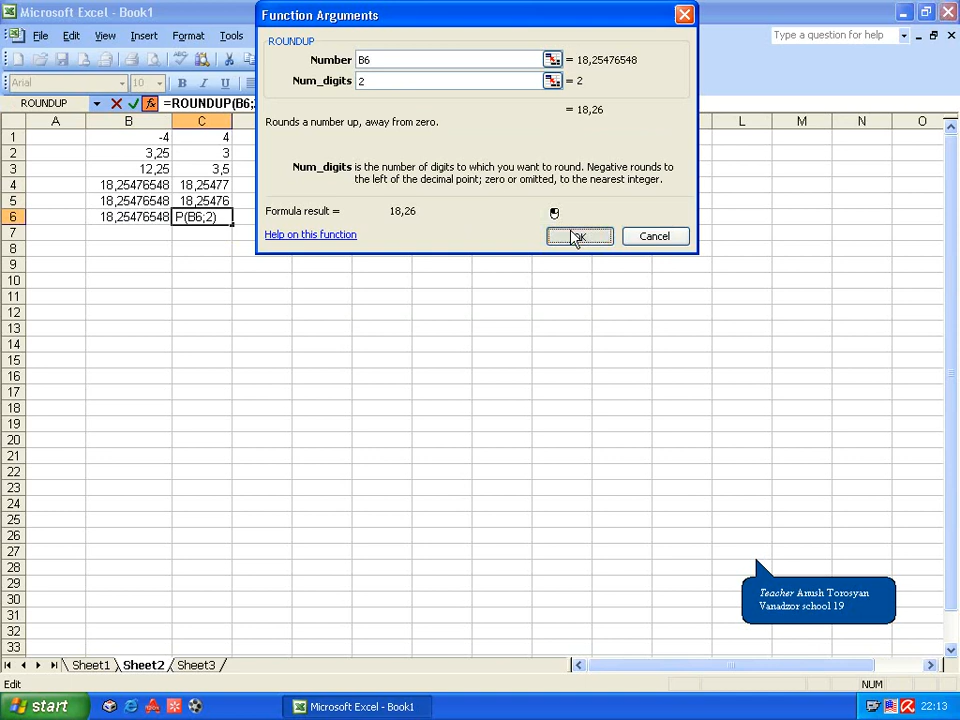 Microsoft Excel - Book1
File Edit View Insert Format Tools
Type a question for help
Arial 10 B I U
ROUNDUP =ROUNDUP(B6;
Function Arguments
ROUNDUP
Number B6 = 18,25476548
Num_digits 2 = 2
= 18,26
Rounds a number up, away from zero.
Num_digits is the number of digits to which you want to round. Negative rounds to
the left of the decimal point; zero or omitted, to the nearest integer.
Formula result = 18,26
Help on this function
OK Cancel
A B C L M N O
1 -4 4
2 3,25 3
3 12,25 3,5
4 18,25476548 18,25477
5 18,25476548 18,25476
6 18,25476548 P(B6;2)
7
8
9
10
11
12
13
14
15
16
17
18
19
20
21
22
23
24
25
26
27
28
29
30
31
32
33
Teacher Anush Torosyan
Vanadzor school 19
Sheet1 Sheet2 Sheet3
Edit NUM
start Microsoft Excel - Book1 22:13